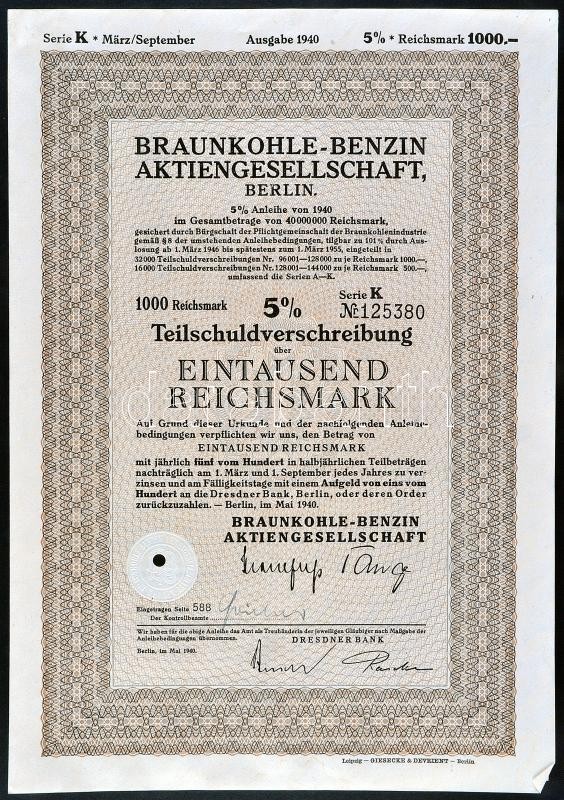 Serie K * März/September Ausgabe 1940 5% * Reichsmark 1000.—
BRAUNKOHLE-BENZIN
AKTIENGESELLSCHAFT,
BERLIN.
5% Anleihe von 1940
im Gesamtbetrage von 40000000 Reichsmark,
gesichert durch Bürgschaft der Pflichtgemeinschaft der Braunkohlenindustrie
gemäß §8 der umstehenden Anleihebedingungen, tilgbar zu 101% durch Aus-
losung ab 1. März 1946 bis spätestens zum 1. März 1955, eingeteilt in
32000 Teilschuldverschreibungen Nr. 96001—128000 zu je Reichsmark 1000.—,
16000 Teilschuldverschreibungen Nr. 128001—144000 zu je Reichsmark 500.—,
umfassend die Serien A—K.
1000 Reichsmark 5% Serie K
№ 125380
Teilschuldverschreibung
über
EINTAUSEND
REICHSMARK
Auf Grund dieser Urkunde und der nachfolgenden Anleihe-
bedingungen verpflichten wir uns, den Betrag von
EINTAUSEND REICHSMARK
mit jährlich fünf vom Hundert in halbjährlichen Teilbeträgen
nachträglich am 1. März und 1. September jedes Jahres zu ver-
zinsen und am Fälligkeitstage mit einem Aufgeld von eins vom
Hundert an die Dresdner Bank, Berlin, oder deren Order
zurückzuzahlen. — Berlin, im Mai 1940.
BRAUNKOHLE-BENZIN
AKTIENGESELLSCHAFT
Eingetragen Seite 588
Der Kontrollbeamte
Wir haben für die obige Anleihe das Amt als Treuhänderin der jeweiligen Gläubiger nach Maßgabe der
Anleihebedingungen übernommen.
DRESDNER BANK
Berlin, im Mai 1940.
Leipzig — GIESECKE & DEVRIENT — Berlin